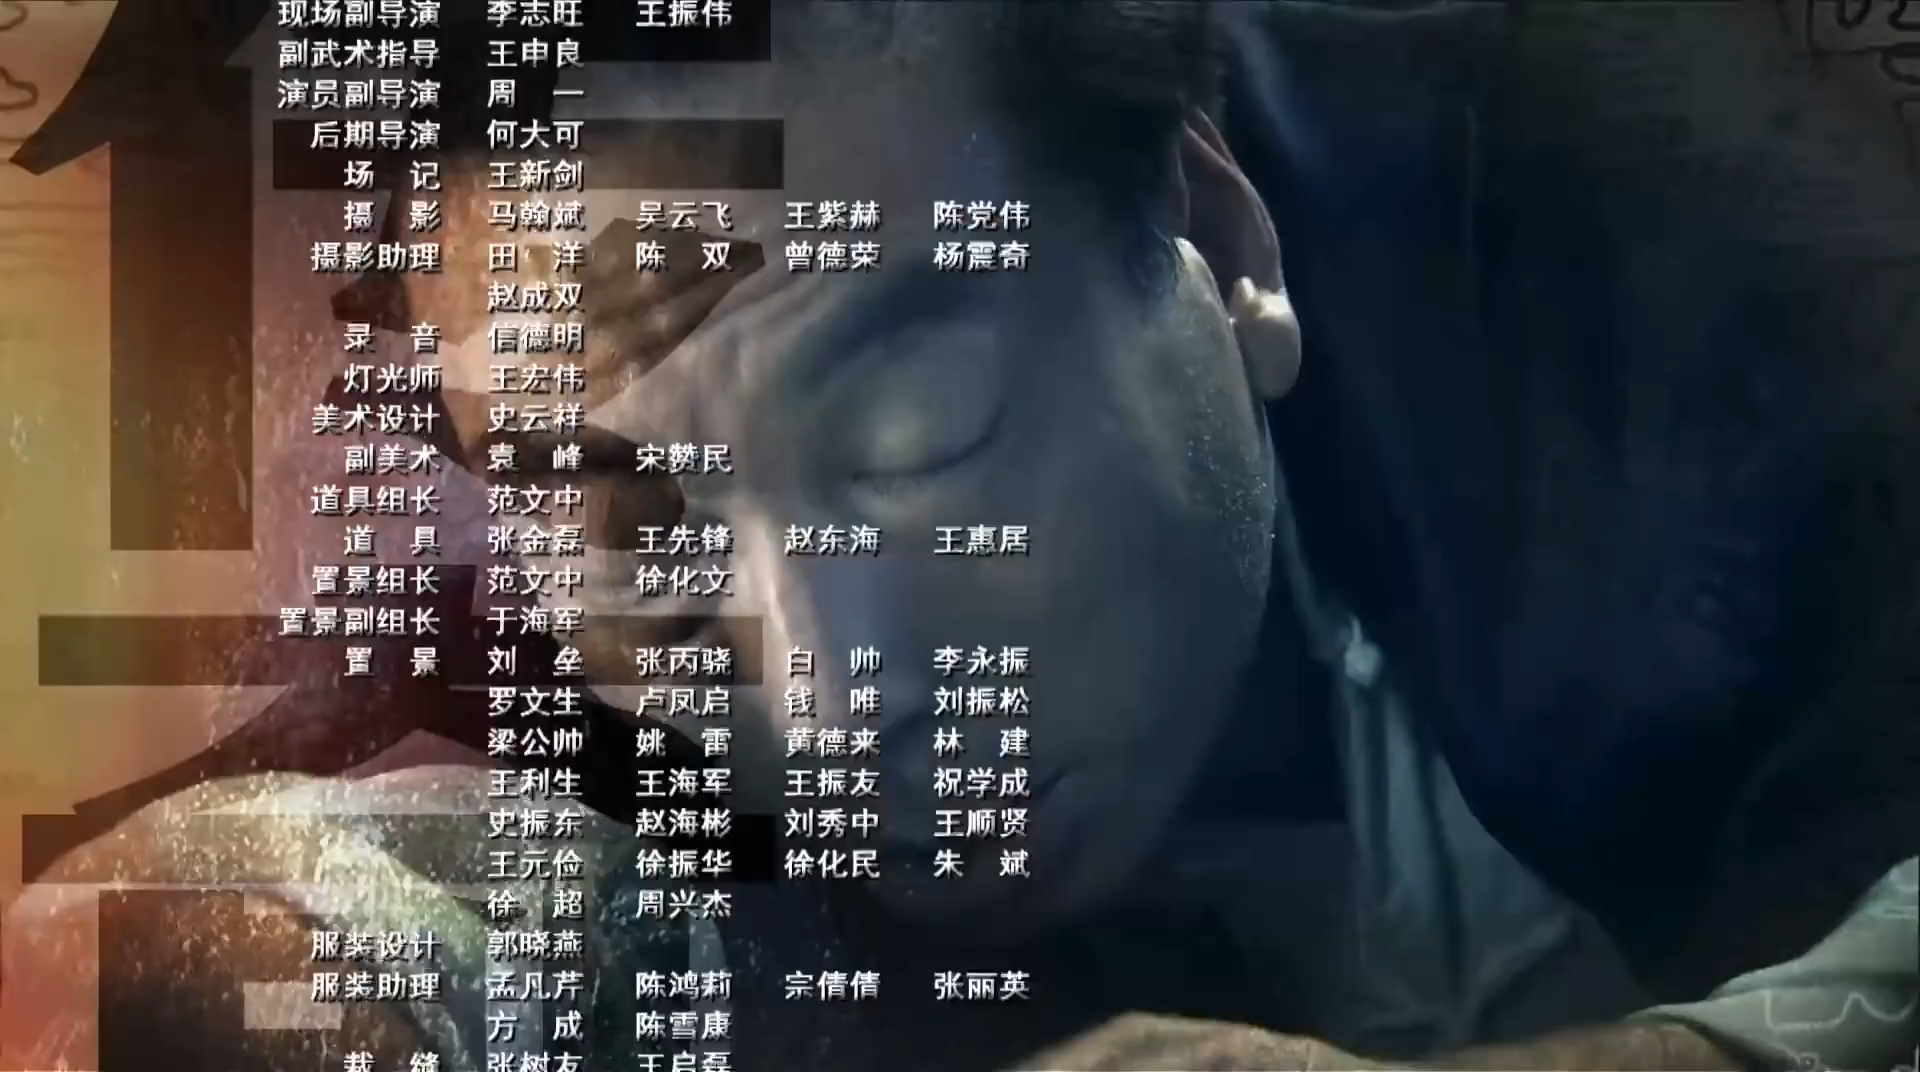 现场副导演 李志旺 王振伟
副武术指导 王申良
演员副导演 周 一
后期导演 何大可
场 记 王新剑
摄 影 马翰斌 吴云飞 王紫赫 陈党伟
摄影助理 田 洋 陈 双 曾德荣 杨震奇
赵成双
录 音 信德明
灯光师 王宏伟
美术设计 史云祥
副美术 袁 峰 宋赞民
道具组长 范文中
道 具 张金磊 王先锋 赵东海 王惠居
置景组长 范文中 徐化文
置景副组长 于海军
置 景 刘 垒 张丙骁 白 帅 李永振
罗文生 卢凤启 钱 唯 刘振松
梁公帅 姚 雷 黄德来 林 建
王利生 王海军 王振友 祝学成
史振东 赵海彬 刘秀中 王顺贤
王元俭 徐振华 徐化民 朱 斌
徐 超 周兴杰
服装设计 郭晓燕
服装助理 孟凡芹 陈鸿莉 宗倩倩 张丽英
方 成 陈雪康
裁 缝 张树友 王启磊